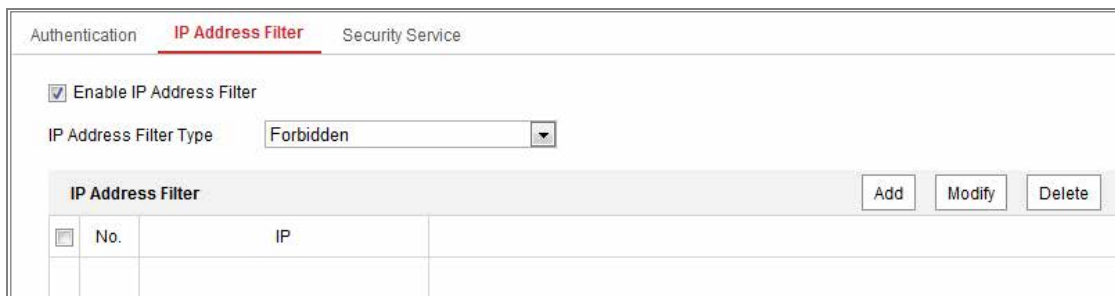 Authentication IP Address Filter Security Service
Enable IP Address Filter
IP Address Filter Type Forbidden
IP Address Filter Add Modify Delete
No. IP